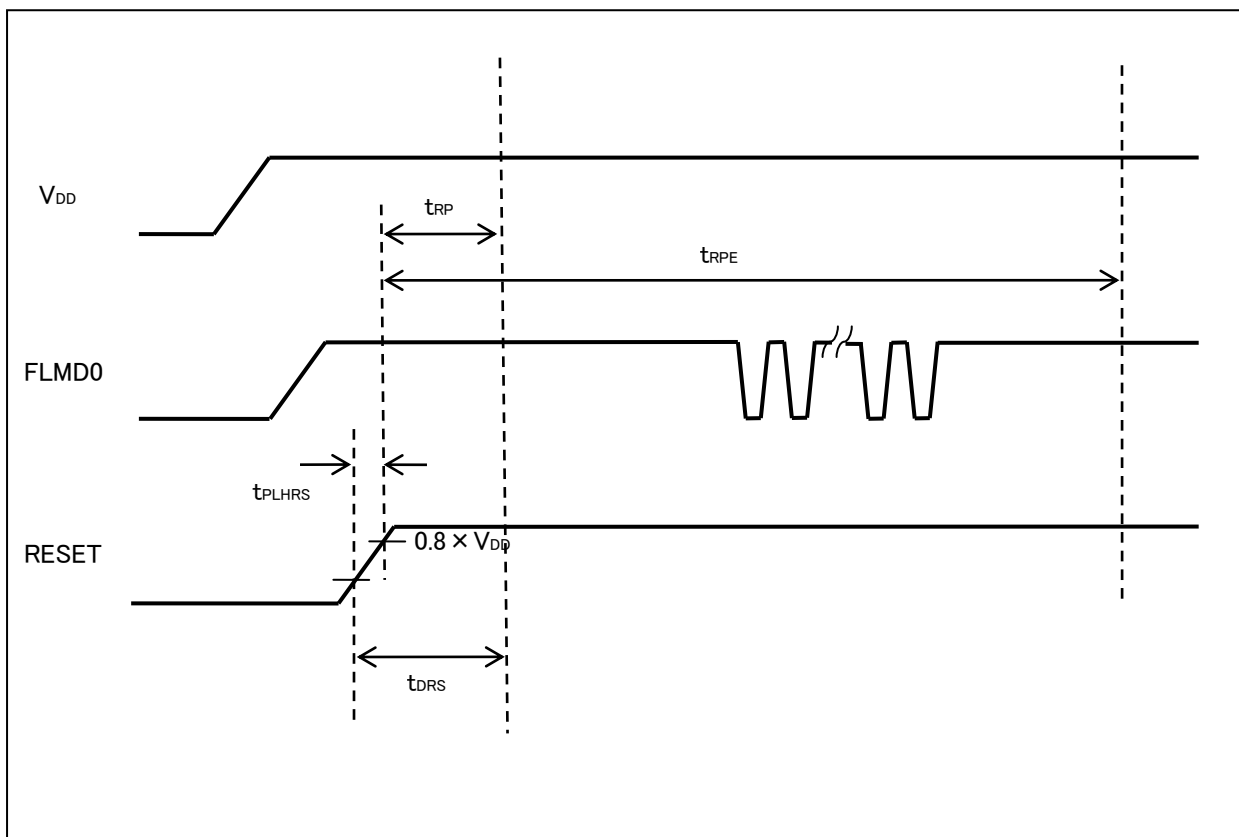 VDD
tRP
tRPE
FLMD0
tPLHRS
0.8 × VDD
RESET
tDRS